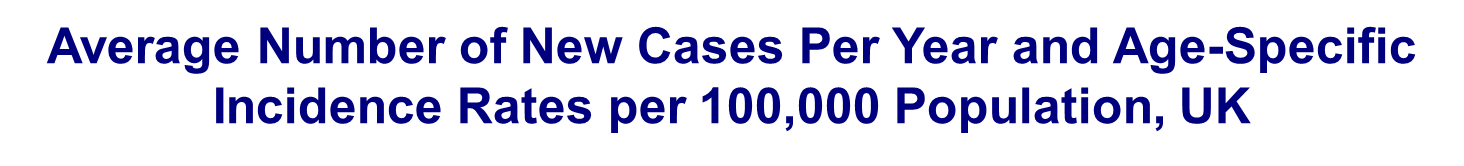 Average Number of New Cases Per Year and Age-Specific
Incidence Rates per 100,000 Population, UK